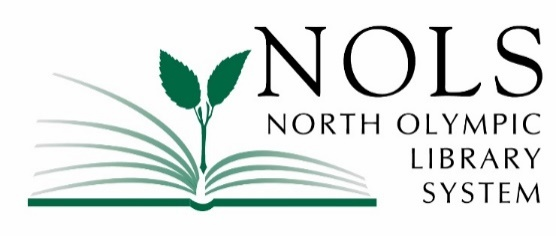 NOLS
NORTH OLYMPIC
LIBRARY
SYSTEM